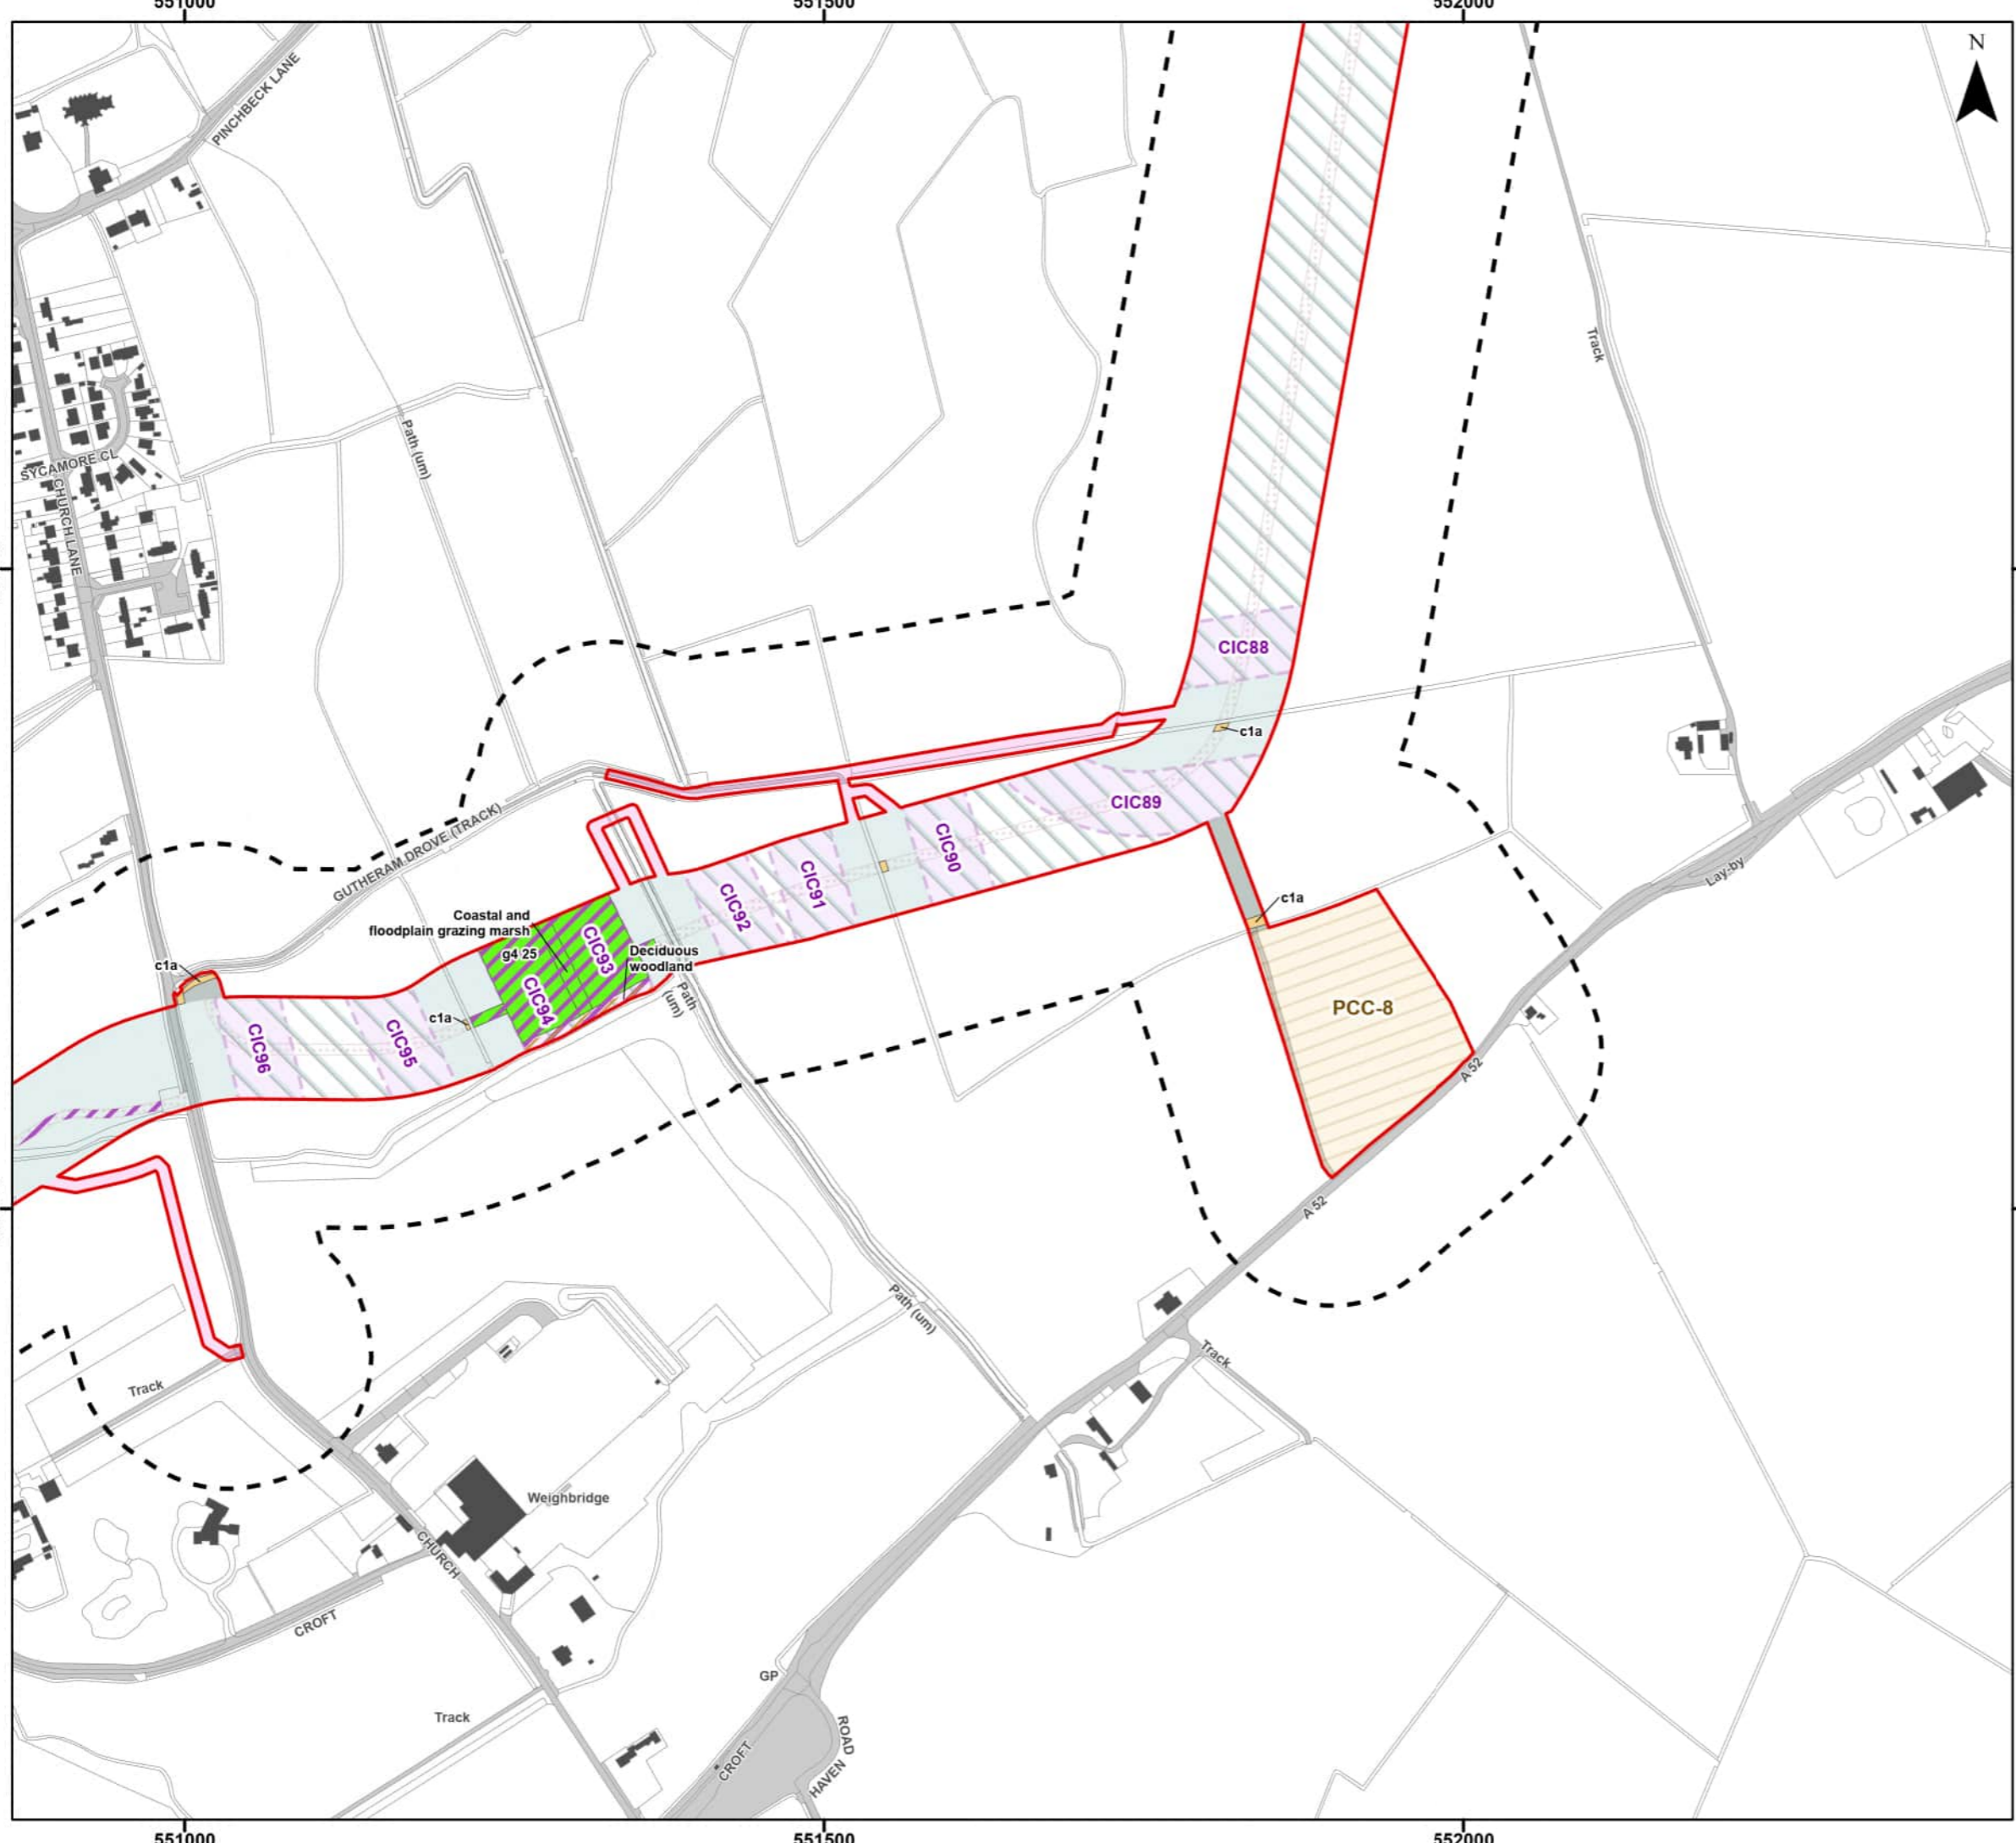 551000
551500
552000
N
PINCHBECK LANE
Track
Path (um)
SYCAMORE CL
CHURCH LANE
CIC88
c1a
CIC89
GUTHERAM DROVE (TRACK)
CIC90
CIC91
CIC92
Lay-by
c1a
Coastal and
floodplain grazing marsh
g4 25
CIC93
Deciduous
woodland
c1a
CIC94
Path
(um)
c1a
PCC-8
CIC96
CIC95
A 52
A 52
Path (um)
Track
Track
Weighbridge
CHURCH
CROFT
GP
Track
ROAD
CROFT
HAVEN
551000
551500
552000